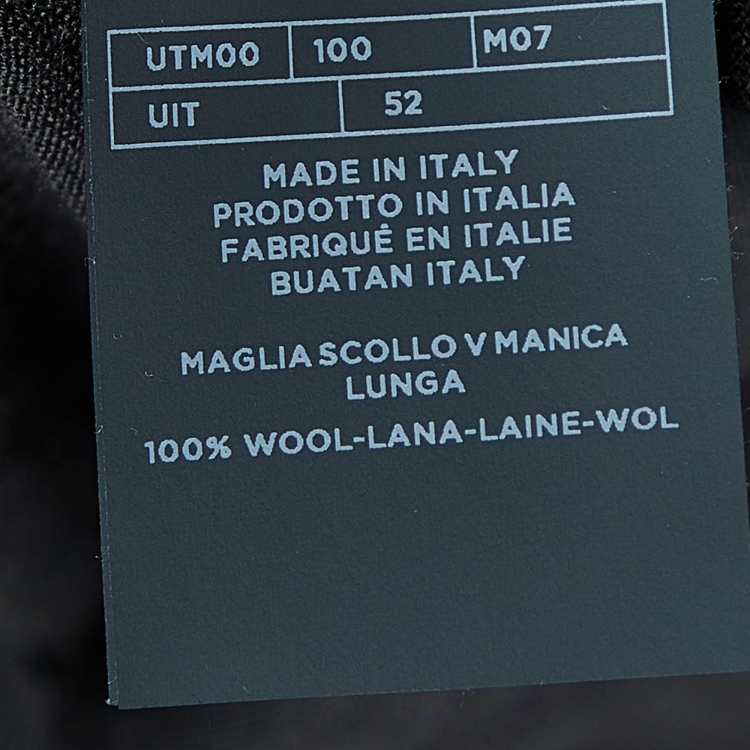 UTM00 100 M07
UIT 52
MADE IN ITALY
PRODOTTO IN ITALIA
FABRIQUÉ EN ITALIE
BUATAN ITALY
MAGLIA SCOLLO V MANICA
LUNGA
100% WOOL-LANA-LAINE-WOL